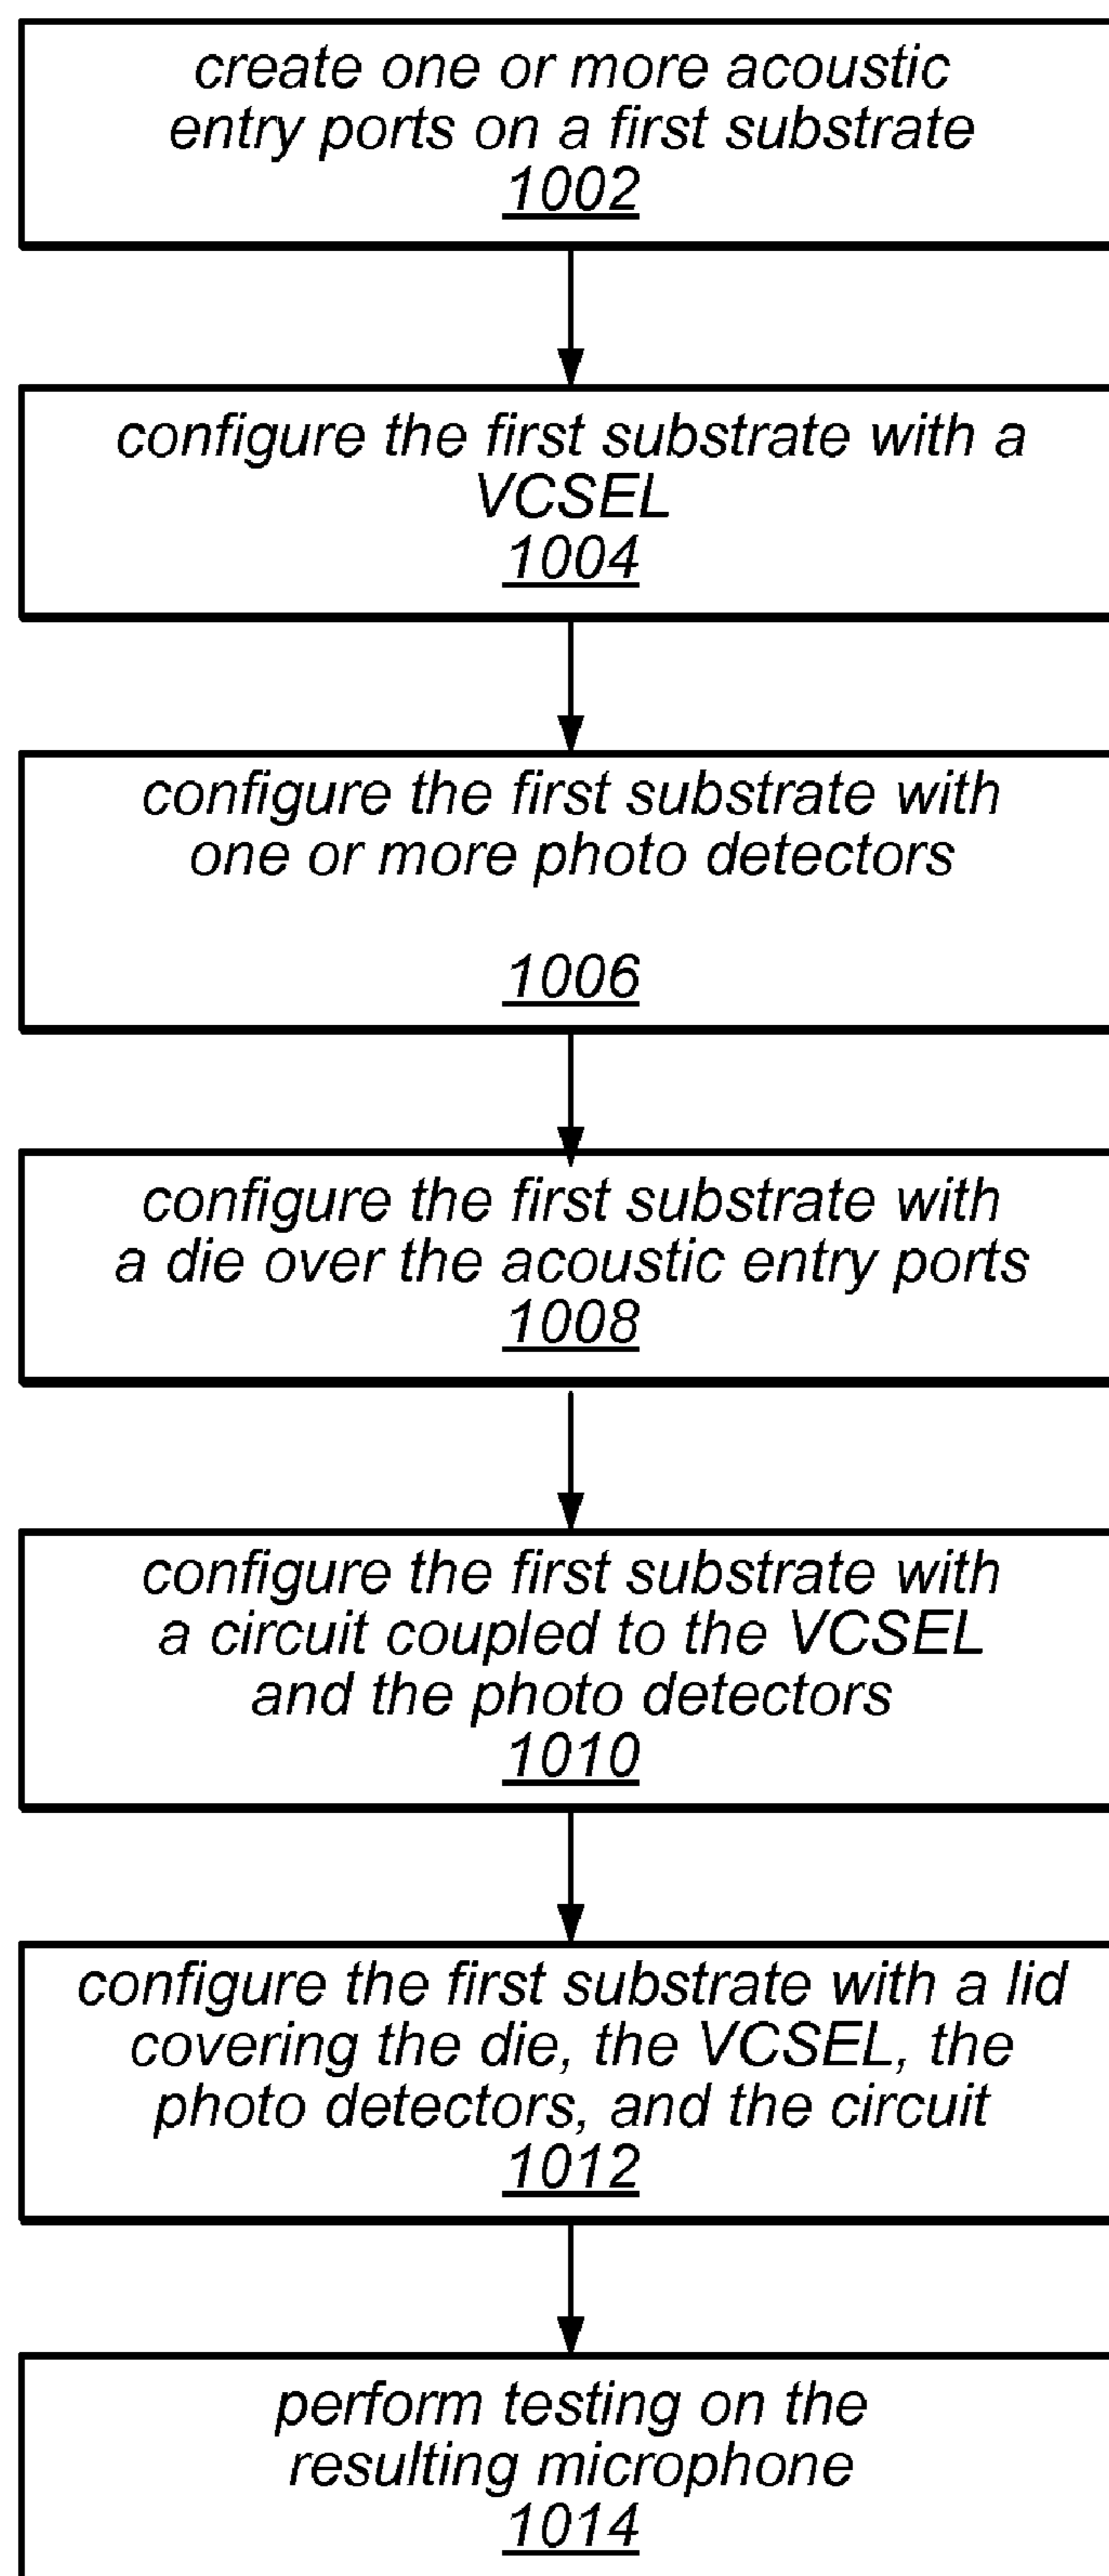 create one or more acoustic
entry ports on a first substrate
1002
configure the first substrate with a
VCSEL
1004
configure the first substrate with
one or more photo detectors
1006
configure the first substrate with
a die over the acoustic entry ports
1008
configure the first substrate with
a circuit coupled to the VCSEL
and the photo detectors
1010
configure the first substrate with a lid
covering the die, the VCSEL, the
photo detectors, and the circuit
1012
perform testing on the
resulting microphone
1014